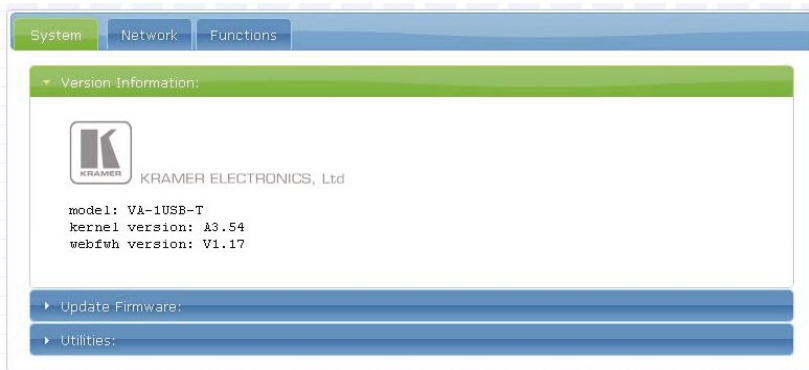 System Network Functions
Version Information:
KRAMER
KRAMER ELECTRONICS, Ltd
model: VA-1USB-T
kernel version: A3.54
webfwh version: V1.17
Update Firmware:
Utilities: